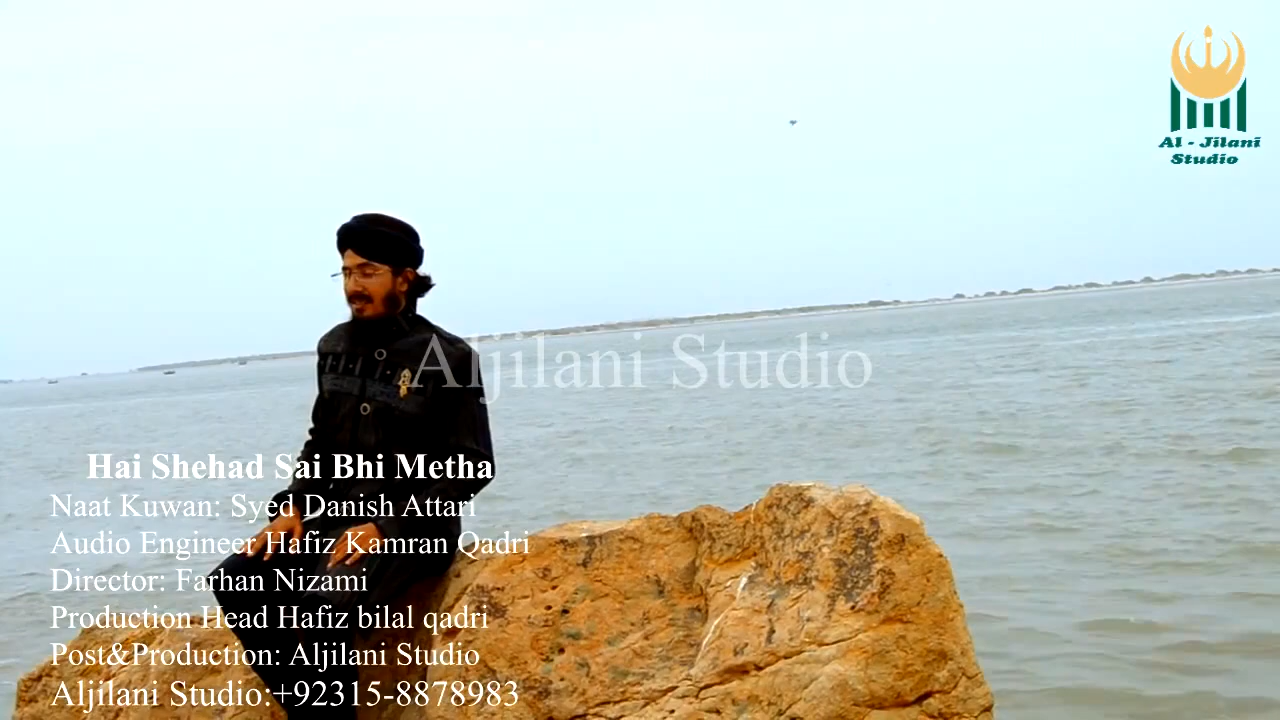 Al - Jilani
Studio
Aljilani Studio
Hai Shehad Sai Bhi Metha
Naat Kuwan: Syed Danish Attari
Audio Engineer Hafiz Kamran Qadri
Director: Farhan Nizami
Production Head Hafiz bilal qadri
Post&Production: Aljilani Studio
Aljilani Studio:+92315-8878983